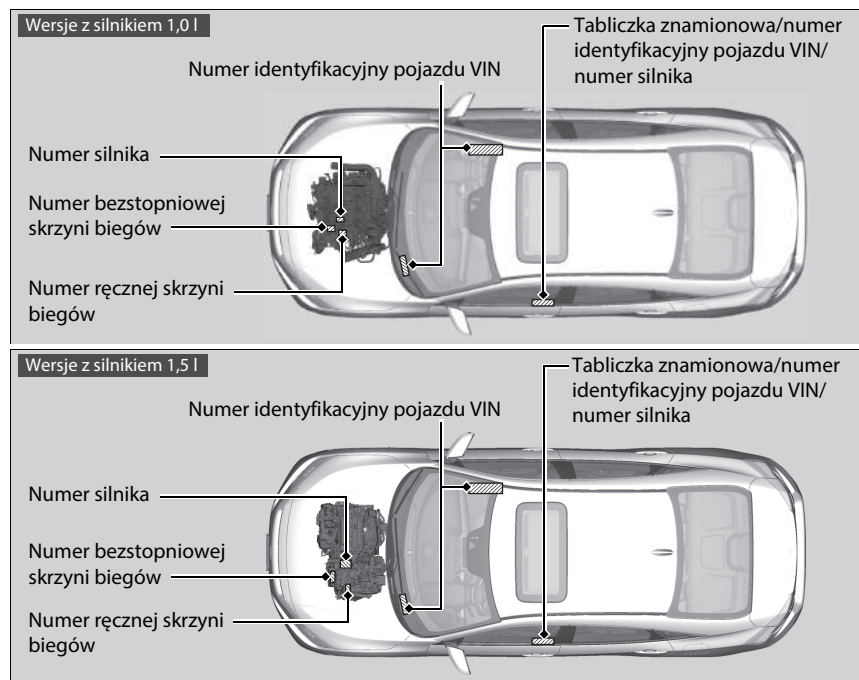 Wersje z silnikiem 1,0 l
Tabliczka znamionowa/numer
identyfikacyjny pojazdu VIN/
numer silnika
Numer identyfikacyjny pojazdu VIN
Numer silnika
Numer bezstopniowej
skrzyni biegów
Numer ręcznej skrzyni
biegów
Wersje z silnikiem 1,5 l
Tabliczka znamionowa/numer
identyfikacyjny pojazdu VIN/
numer silnika
Numer identyfikacyjny pojazdu VIN
Numer silnika
Numer bezstopniowej
skrzyni biegów
Numer ręcznej skrzyni
biegów